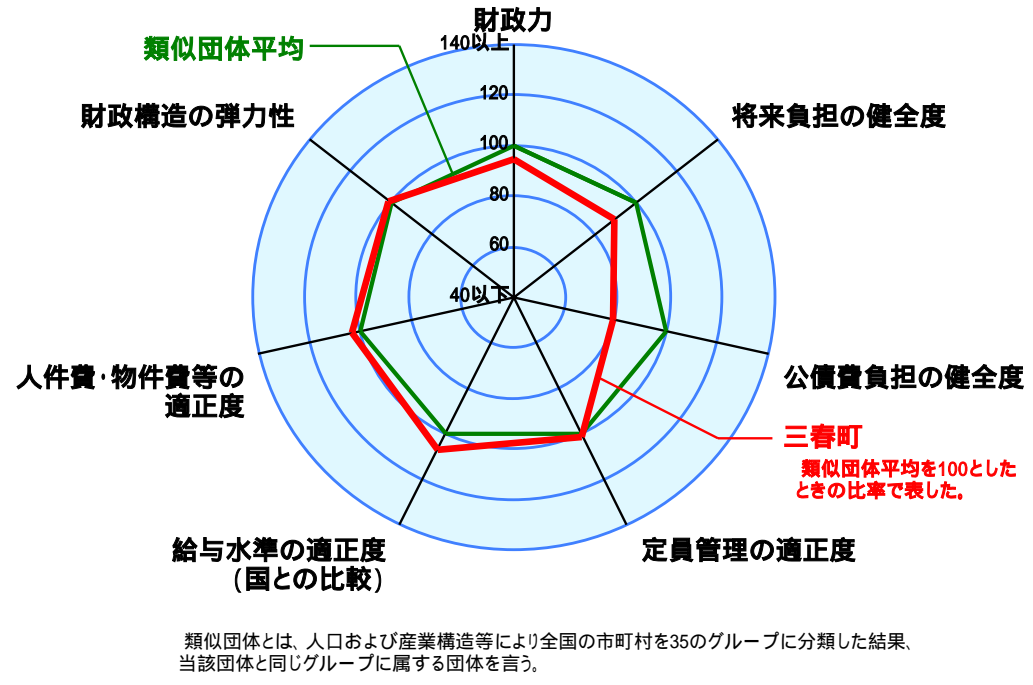 財政力
140以上
類似団体平均
120
財政構造の弾力性
将来負担の健全度
100
80
60
40以下
人件費・物件費等の
適正度
公債費負担の健全度
三春町
類似団体平均を100とした
ときの比率で表した。
給与水準の適正度
(国との比較)
定員管理の適正度
類似団体とは、人口および産業構造等により全国の市町村を35のグループに分類した結果、
当該団体と同じグループに属する団体を言う。